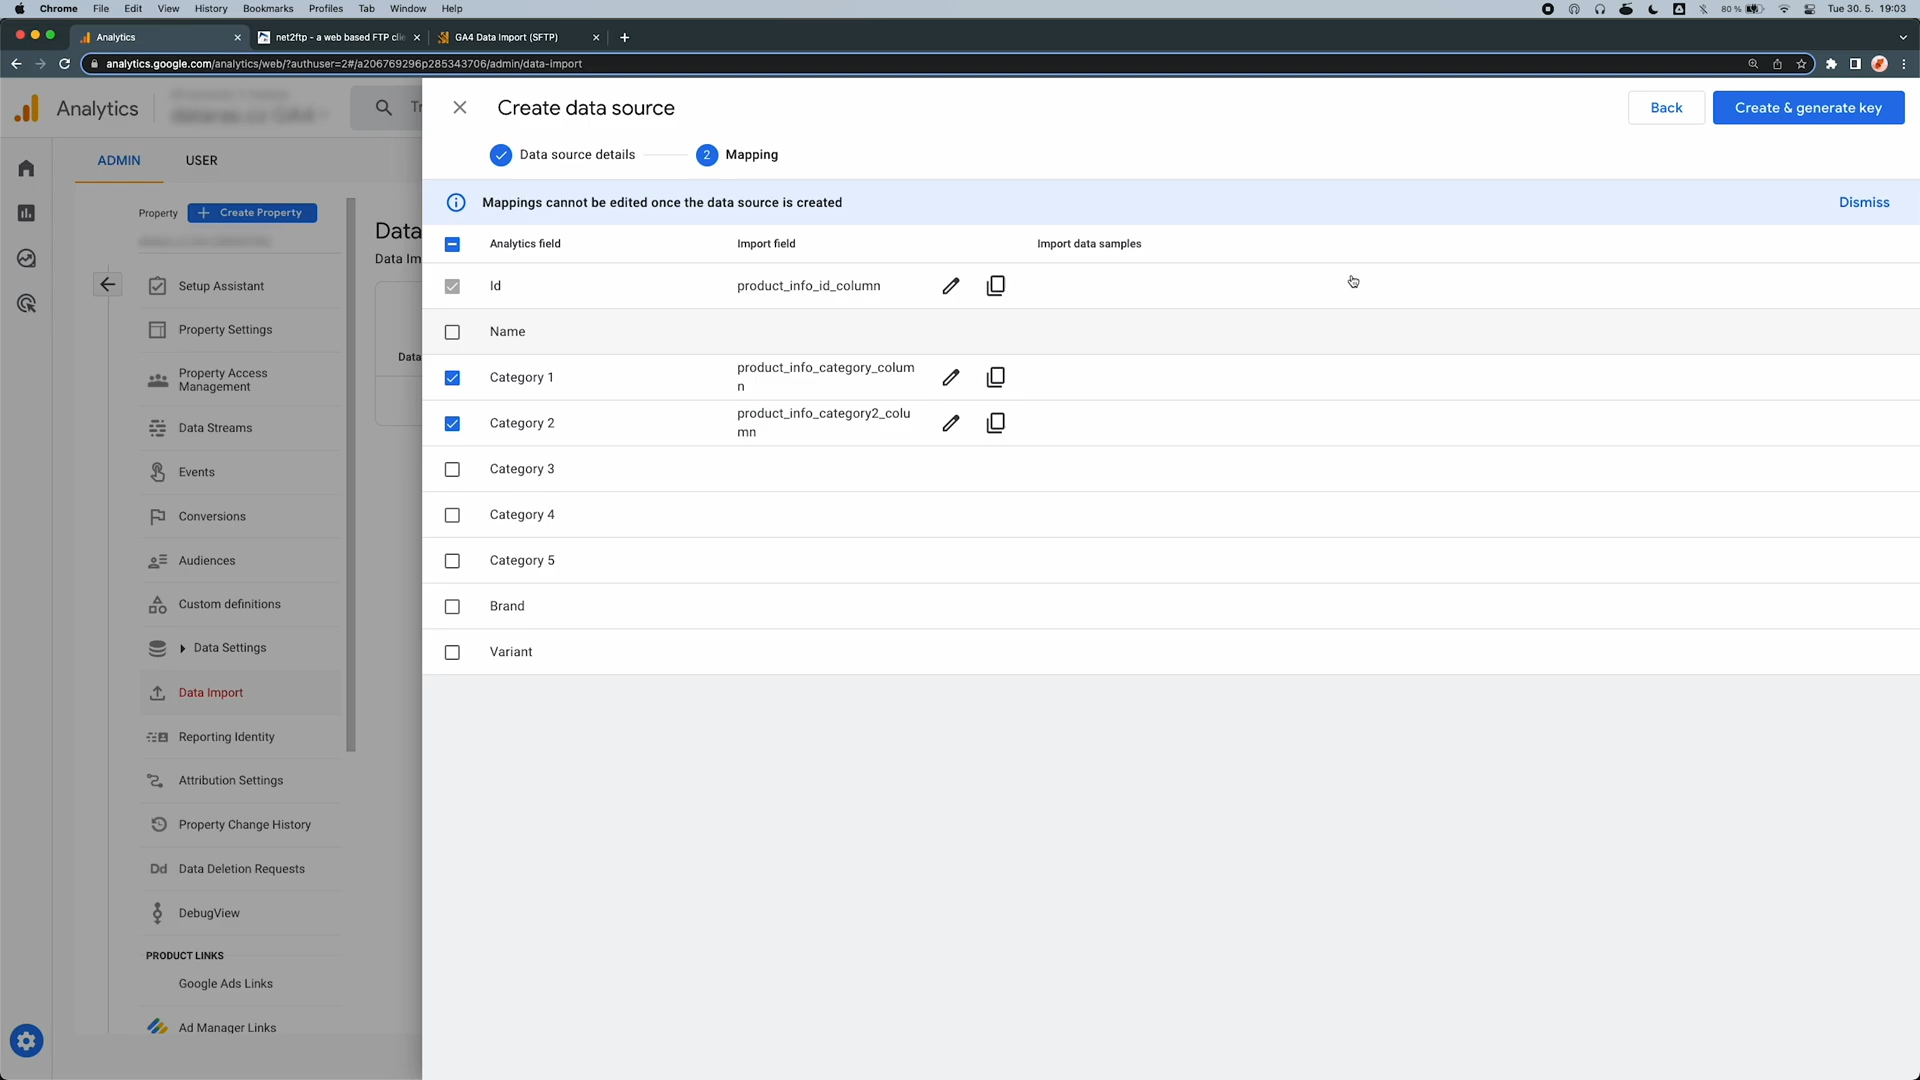 Chrome File Edit View History Bookmarks Profiles Tab Window Help 80 % Tue 30. 5. 19:03
Analytics net2ftp - a web based FTP clie GA4 Data Import (SFTP)
analytics.google.com/analytics/web/?authuser=2#/a206769296p285343706/admin/data-import
Analytics
Create data source
Back
Create & generate key
Data source details
2 Mapping
ADMIN USER
Mappings cannot be edited once the data source is created
Dismiss
Property
Create Property
Data
Data Im
Data
Analytics field Import field Import data samples
Id product_info_id_column
Name
Category 1 product_info_category_colum
n
Category 2 product_info_category2_colu
mn
Category 3
Category 4
Category 5
Brand
Variant
Setup Assistant
Property Settings
Property Access
Management
Data Streams
Events
Conversions
Audiences
Custom definitions
Data Settings
Data Import
Reporting Identity
Attribution Settings
Property Change History
Dd Data Deletion Requests
DebugView
PRODUCT LINKS
Google Ads Links
Ad Manager Links